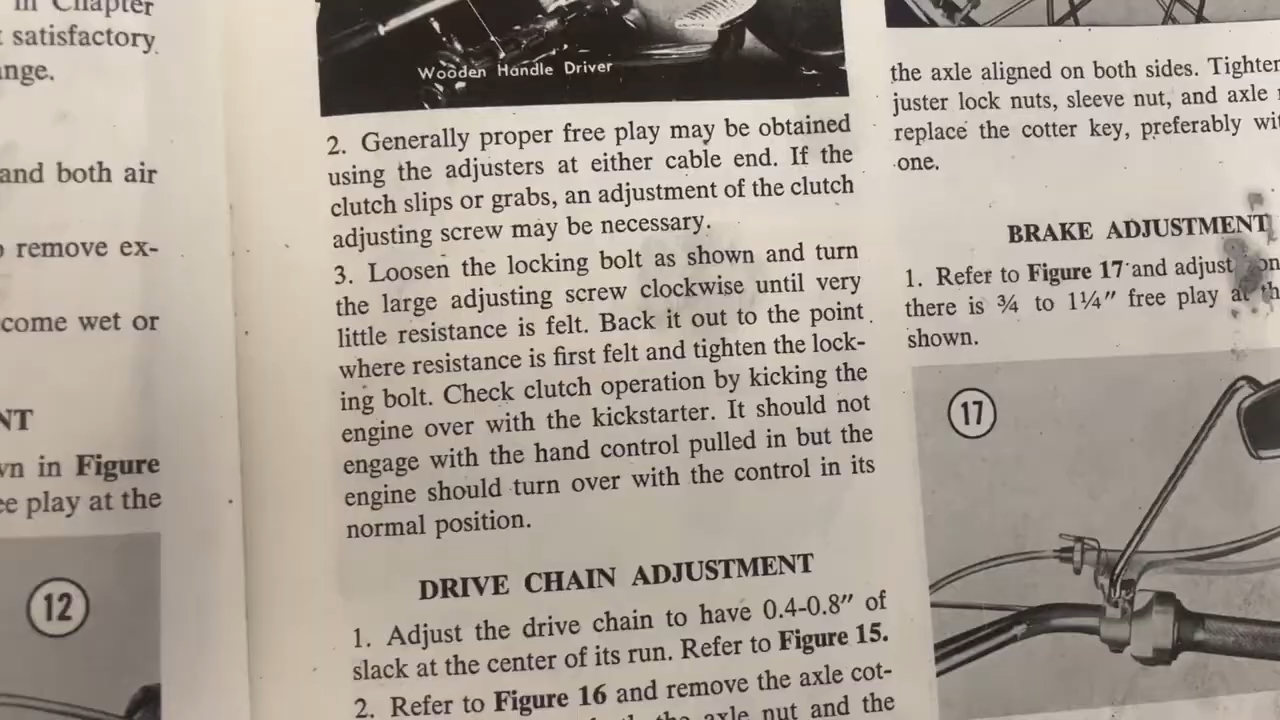 in Chapter
satisfactory.
and both air
remove ex-
come wet or
in Figure
play at the
12
Wooden Handle Driver
2. Generally proper free play may be obtained
using the adjusters at either cable end. If the
clutch slips or grabs, an adjustment of the clutch
adjusting screw may be necessary.
3. Loosen the locking bolt as shown and turn
the large adjusting screw clockwise until very
little resistance is felt. Back it out to the point
where resistance is first felt and tighten the lock-
ing bolt. Check clutch operation by kicking the
engine over with the kickstarter. It should not
engage with the hand control pulled in but the
engine should turn over with the control in its
normal position.
DRIVE CHAIN ADJUSTMENT
1. Adjust the drive chain to have 0.4-0.8″ of
slack at the center of its run. Refer to Figure 15.
2. Refer to Figure 16 and remove the axle cot-
the axle nut and the
the axle aligned on both sides. Tighten
juster lock nuts, sleeve nut, and axle
replace the cotter key, preferably
one.
BRAKE ADJUSTMENT
1. Refer to Figure 17 and adjust
there is ¾ to 1¼″ free play at
shown.
17